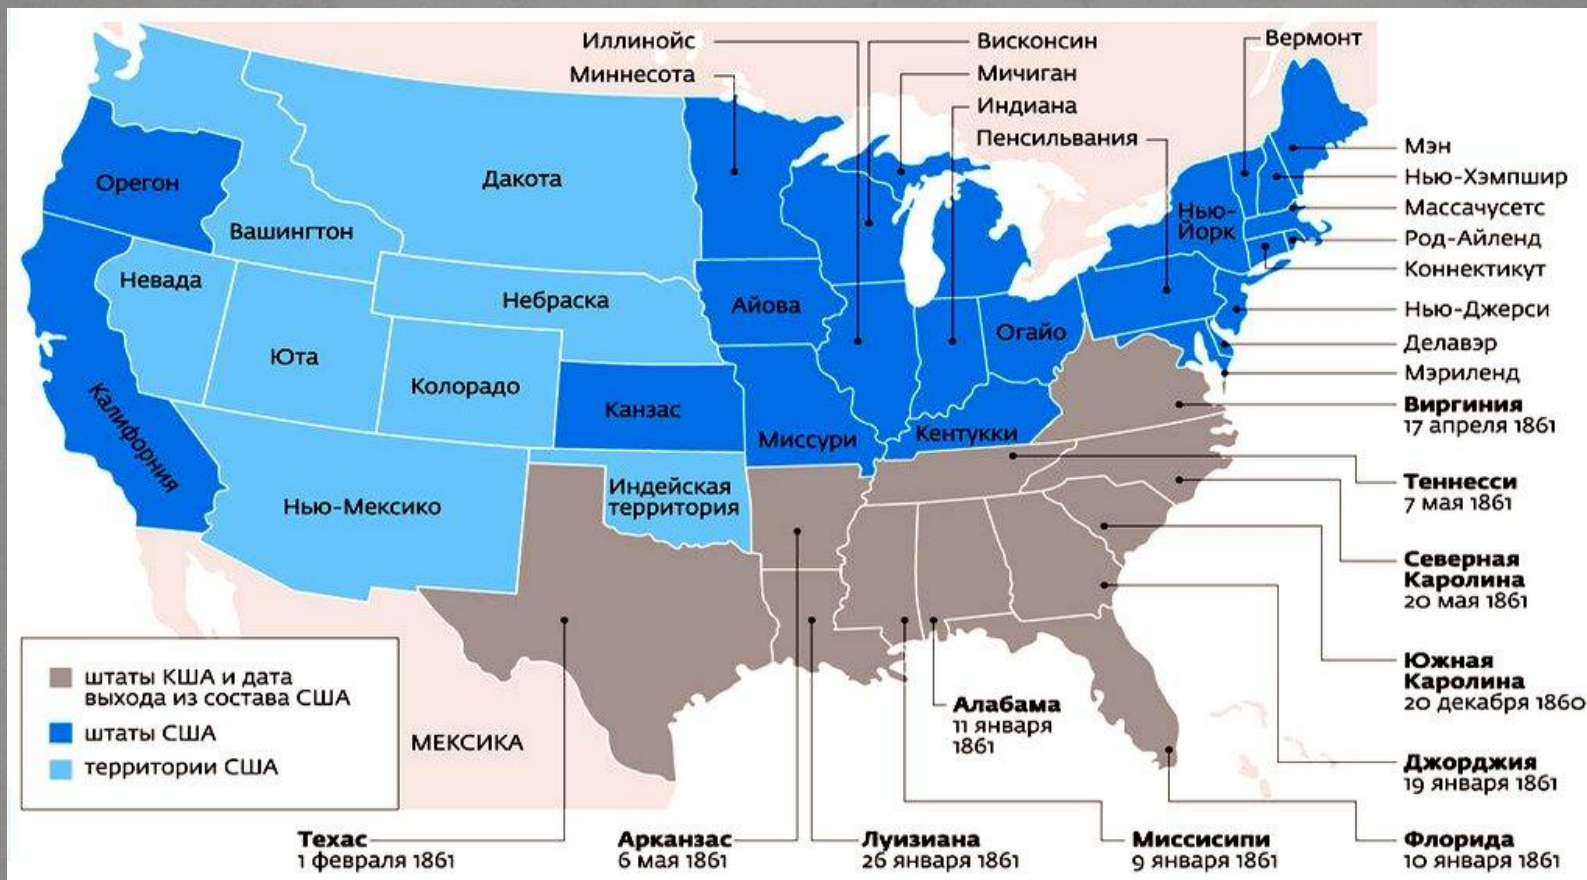 Иллинойс
Миннесота
Висконсин
Мичиган
Индиана
Пенсильвания
Вермонт
Мэн
Нью-Хэмпшир
Массачусетс
Род-Айленд
Коннектикут
Нью-Джерси
Делавэр
Мэриленд
Виргиния
17 апреля 1861
Теннесси
7 мая 1861
Северная
Каролина
20 мая 1861
Южная
Каролина
20 декабря 1860
Джорджия
19 января 1861
Флорида
10 января 1861
Орегон
Вашингтон
Дакота
Невада
Небраска
Айова
Огайо
Нью-
Йорк
Юта
Колорадо
Канзас
Миссури
Кентукки
Калифорния
Нью-Мексико
Индейская
территория
штаты КША и дата
выхода из состава США
штаты США
территории США
МЕКСИКА
Алабама
11 января
1861
Техас
1 февраля 1861
Арканзас
6 мая 1861
Луизиана
26 января 1861
Миссисипи
9 января 1861